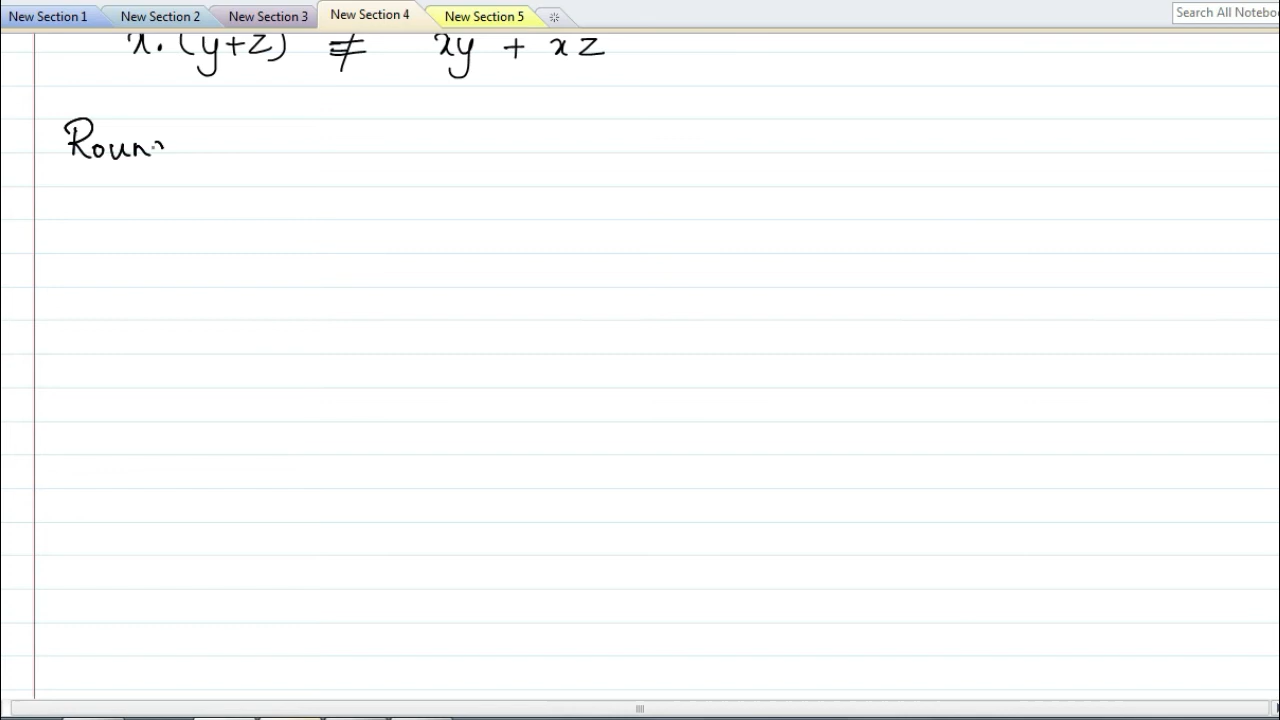 New Section 1 New Section 2 New Section 3 New Section 4 New Section 5 Search All Notebo
x. (y+z) ≠ xy + xz
Roun